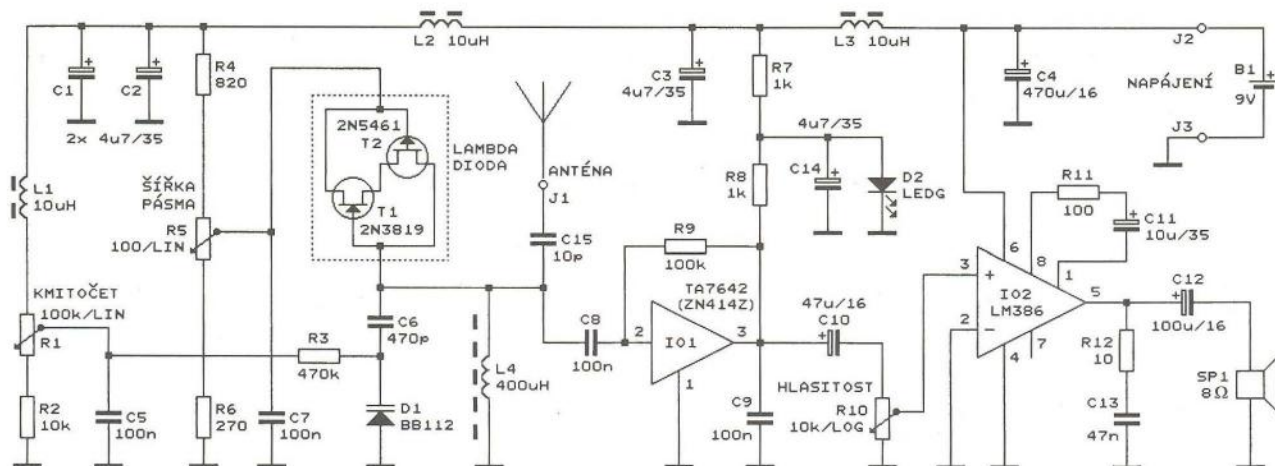 L2 10uH
L3 10uH
J2
C1
C2
2x 4u7/35
R4
820
2N5461
T2
LAMBDA
DIODA
T1
2N3819
C3
4u7/35
R7
1k
C4
470u/16
NAPÁJENÍ
B1
9V
J3
L1
10uH
ŠÍŘKA
PÁSMA
R5
100/LIN
ANTÉNA
J1
C15
10p
R8
1k
4u7/35
C14
D2
LEDG
R11
100
C11
10u/35
KMITOČET
100k/LIN
R1
R3
470k
C6
470p
C8
100n
R9
100k
TA7642
(ZN414Z)
2
IO1
3
1
47u/16
C10
3
+
2
−
6
8
1
IO2
LM386
5
7
4
C12
100u/16
R2
10k
C5
100n
R6
270
C7
100n
D1
BB112
L4
400uH
C9
100n
HLASITOST
R10
10k/LOG
R12
10
C13
47n
SP1
8Ω